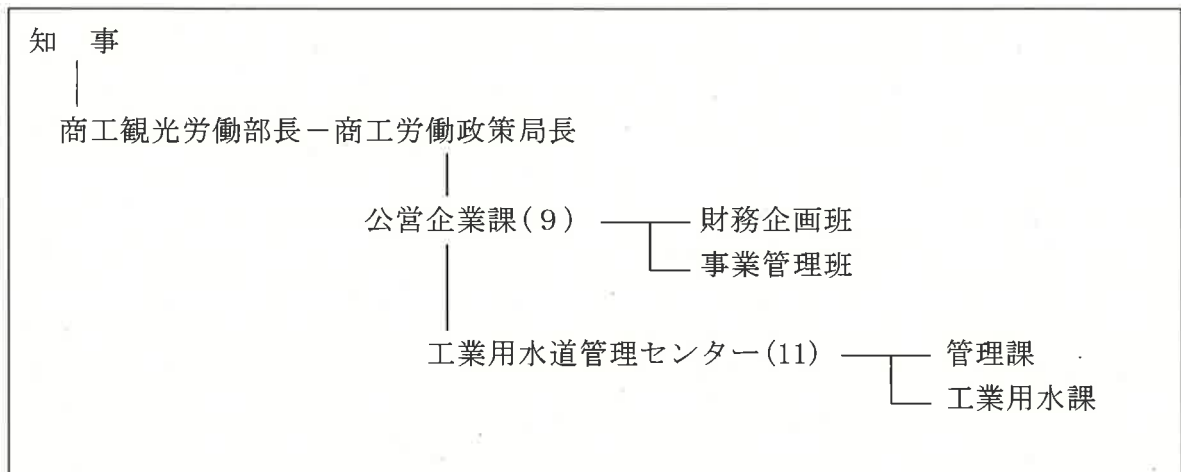 知　事
商工観光労働部長－商工労働政策局長
公営企業課(９)　財務企画班
事業管理班
工業用水道管理センター(11)　管理課
工業用水課